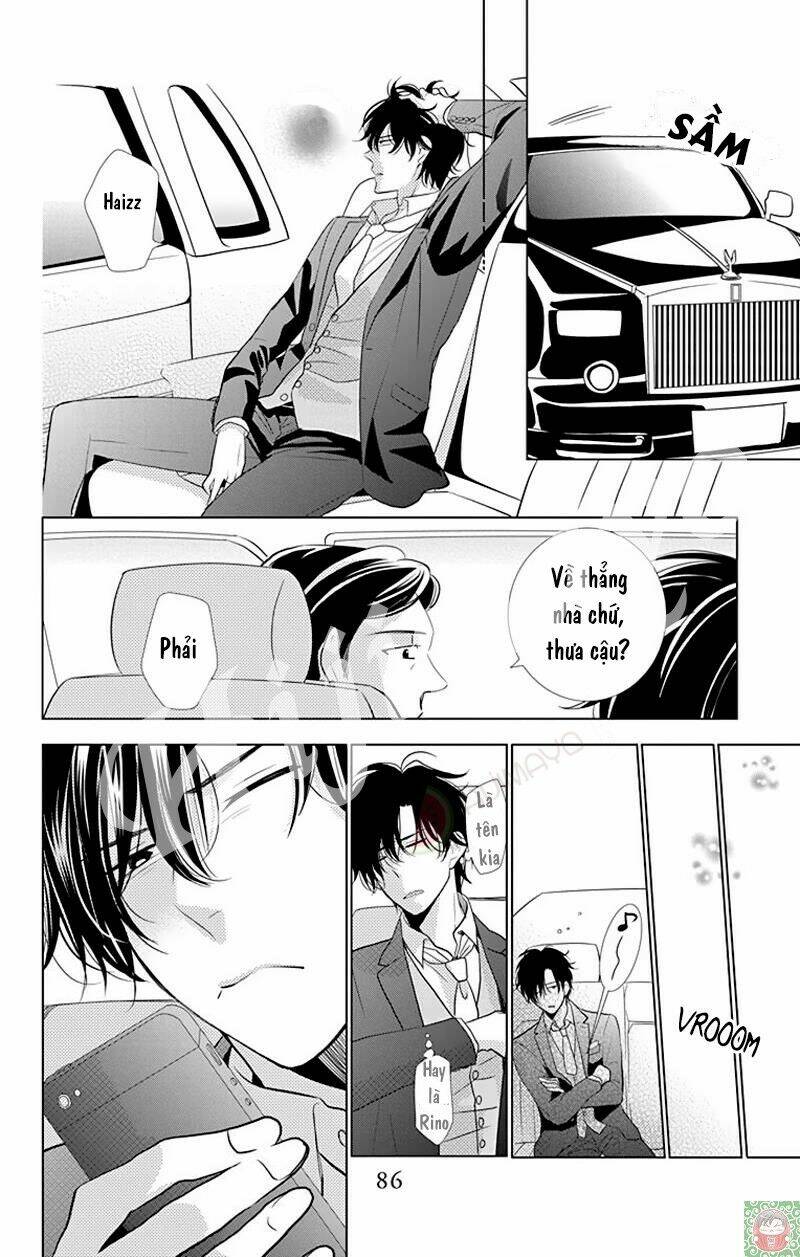 SẦM
Haizz
Về thẳng
nhà chứ,
thưa cậu?
Phải
VROOOM
Là
tên
kia
Hay
là
Rino
86